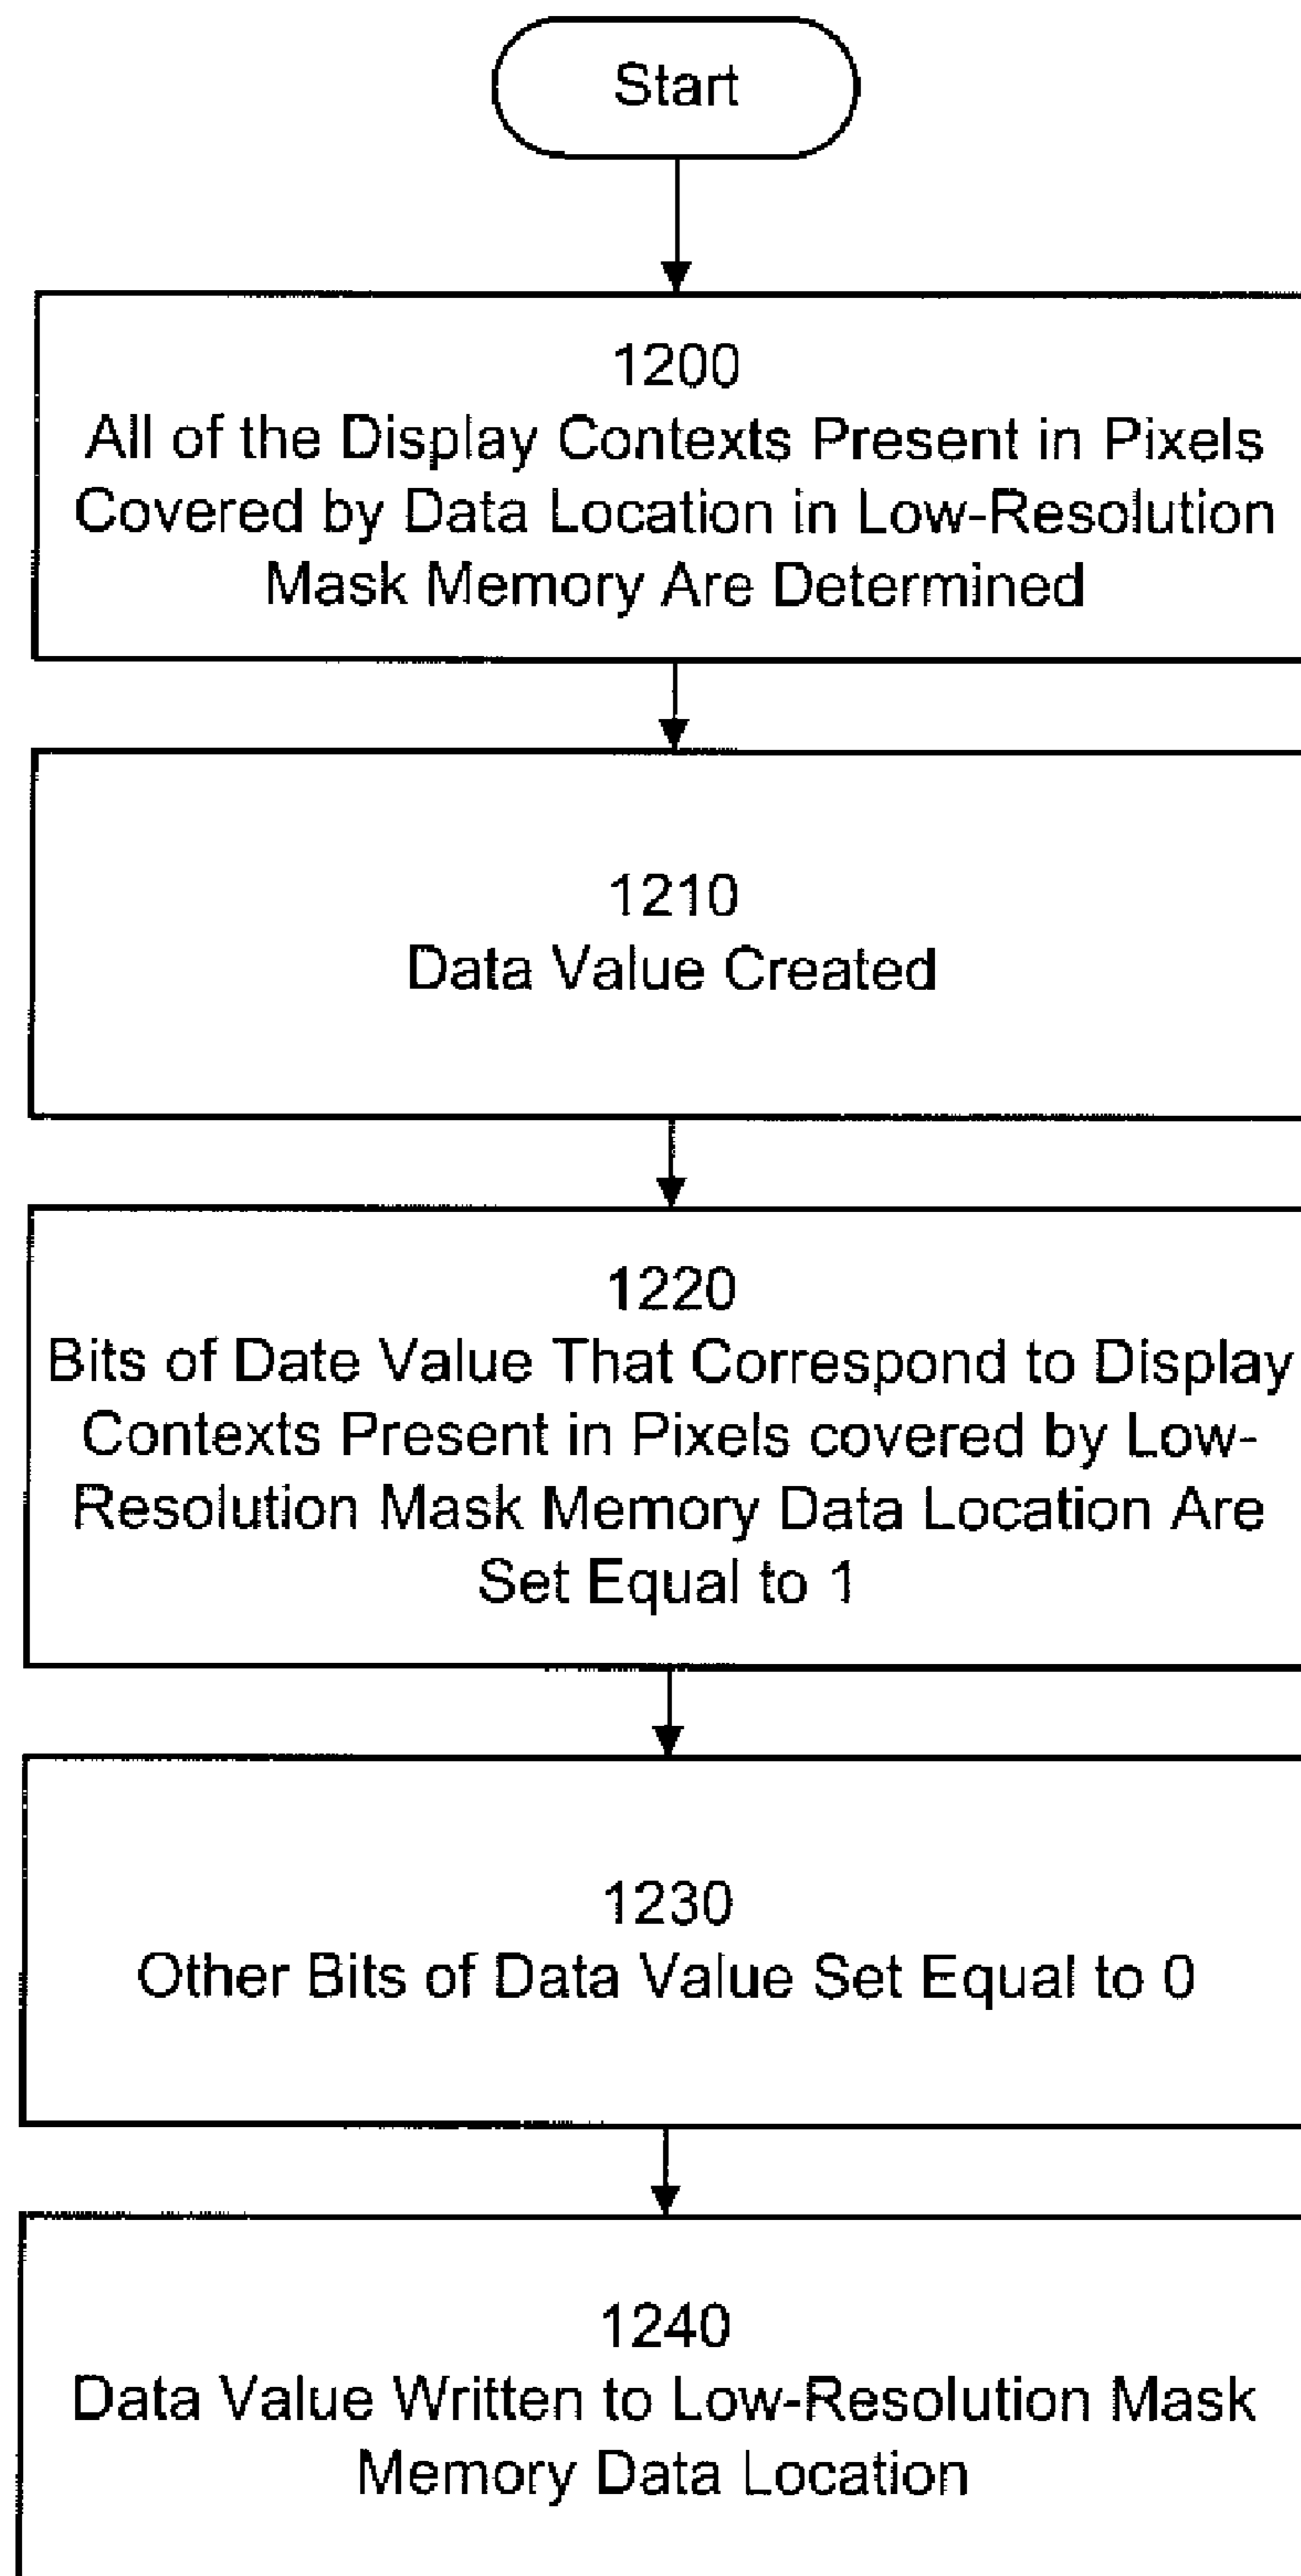 Start
1200
All of the Display Contexts Present in Pixels
Covered by Data Location in Low-Resolution
Mask Memory Are Determined
1210
Data Value Created
1220
Bits of Date Value That Correspond to Display
Contexts Present in Pixels covered by Low-
Resolution Mask Memory Data Location Are
Set Equal to 1
1230
Other Bits of Data Value Set Equal to 0
1240
Data Value Written to Low-Resolution Mask
Memory Data Location